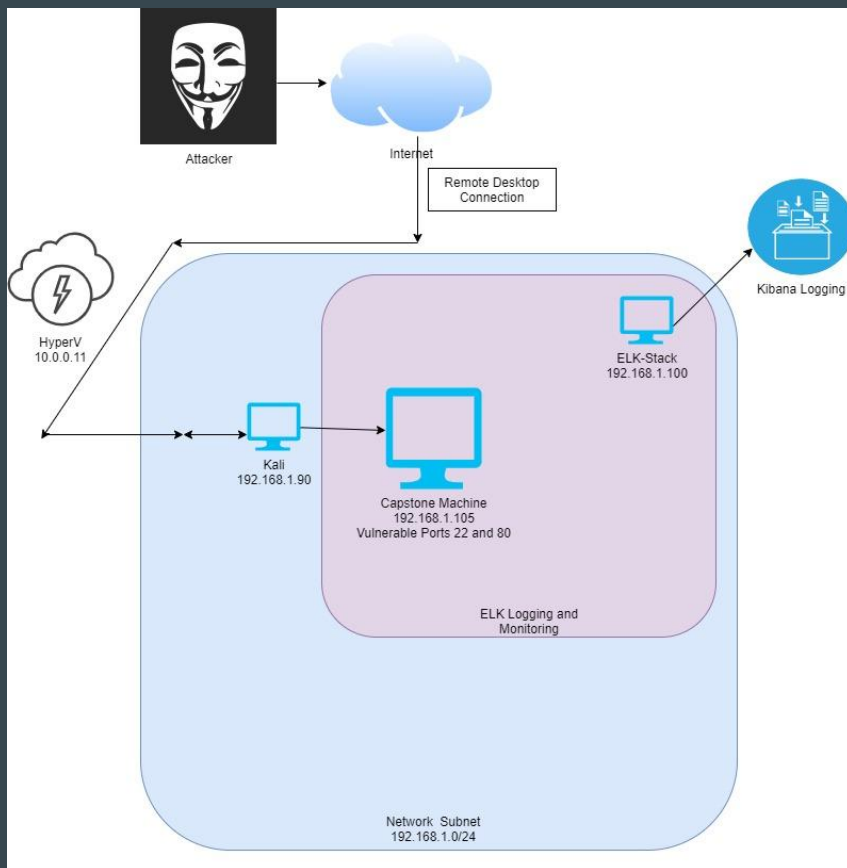 Attacker
Internet
Remote Desktop
Connection
Kibana Logging
HyperV
10.0.0.11
ELK-Stack
192.168.1.100
Kali
192.168.1.90
Capstone Machine
192.168.1.105
Vulnerable Ports 22 and 80
ELK Logging and
Monitoring
Network Subnet
192.168.1.0/24